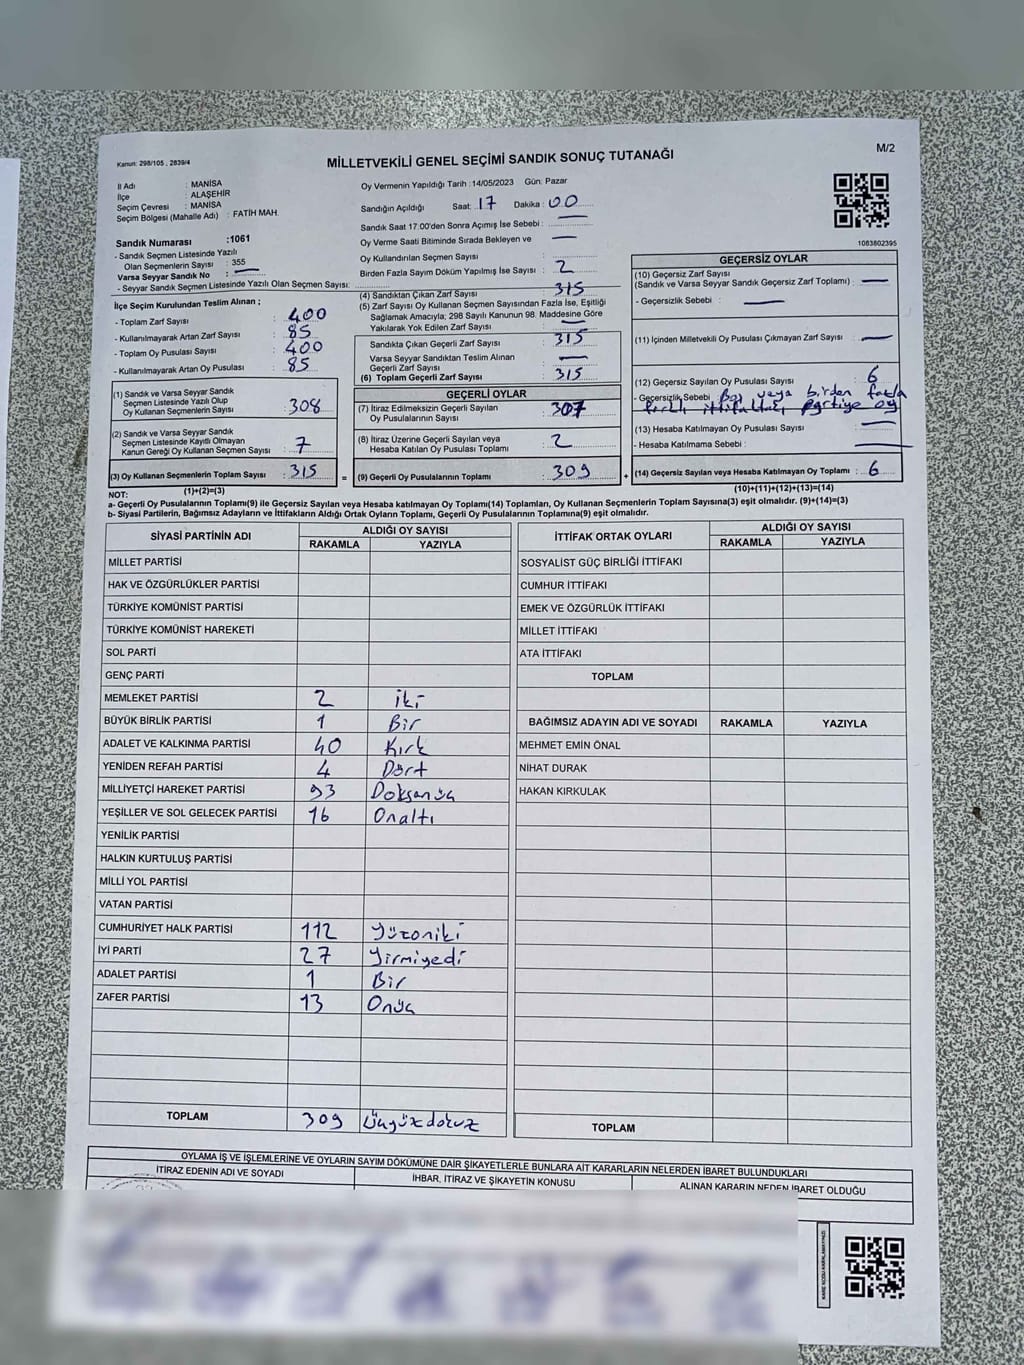 Kanun: 298/105, 2839/4
MİLLETVEKİLİ GENEL SEÇİMİ SANDIK SONUÇ TUTANAĞI
M/2
İl Adı : MANİSA
İlçe : ALAŞEHİR
Seçim Çevresi : MANİSA
Seçim Bölgesi (Mahalle Adı) : FATİH MAH.
Sandık Numarası :1061
- Sandık Seçmen Listesinde Yazılı
Olan Seçmenlerin Sayısı : 355
Varsa Seyyar Sandık No : —
- Seyyar Sandık Seçmen Listesinde Yazılı Olan Seçmen Sayısı:
Oy Vermenin Yapıldığı Tarih :14/05/2023 Gün: Pazar
Sandığın Açıldığı Saat: 17 Dakika : 00
Sandık Saat 17:00'den Sonra Açımış İse Sebebi : —
Oy Verme Saati Bitiminde Sırada Bekleyen ve
Oy Kullandırılan Seçmen Sayısı : —
Birden Fazla Sayım Döküm Yapılmış İse Sayısı : 2
1083802395
İlçe Seçim Kurulundan Teslim Alınan ;
- Toplam Zarf Sayısı : 400
- Kullanılmayarak Artan Zarf Sayısı : 85
- Toplam Oy Pusulası Sayısı : 400
- Kullanılmayarak Artan Oy Pusulası : 85
(4) Sandıktan Çıkan Zarf Sayısı : 315
(5) Zarf Sayısı Oy Kullanan Seçmen Sayısından Fazla İse, Eşitliği
Sağlamak Amacıyla; 298 Sayılı Kanunun 98. Maddesine Göre
Yakılarak Yok Edilen Zarf Sayısı : —
Sandıkta Çıkan Geçerli Zarf Sayısı : 315
Varsa Seyyar Sandıktan Teslim Alınan
Geçerli Zarf Sayısı : —
(6) Toplam Geçerli Zarf Sayısı : 315
GEÇERSİZ OYLAR
(10) Geçersiz Zarf Sayısı
(Sandık ve Varsa Seyyar Sandık Geçersiz Zarf Toplamı) : —
- Geçersizlik Sebebi : —
(11) İçinden Milletvekili Oy Pusulası Çıkmayan Zarf Sayısı : —
(12) Geçersiz Sayılan Oy Pusulası Sayısı : 6
- Geçersizlik Sebebi : Boş veya birden fazla
farklı ittifaktaki partiye oy
(13) Hesaba Katılmayan Oy Pusulası Sayısı : —
- Hesaba Katılmama Sebebi : —
(14) Geçersiz Sayılan veya Hesaba Katılmayan Oy Toplamı : 6
(10)+(11)+(12)+(13)=(14)
(1) Sandık ve Varsa Seyyar Sandık
Seçmen Listesinde Yazılı Olup
Oy Kullanan Seçmenlerin Sayısı : 308
(2) Sandık ve Varsa Seyyar Sandık
Seçmen Listesinde Kayıtlı Olmayan
Kanun Gereği Oy Kullanan Seçmen Sayısı : 7
(3) Oy Kullanan Seçmenlerin Toplam Sayısı : 315 =
(1)+(2)=(3)
GEÇERLİ OYLAR
(7) İtiraz Edilmeksizin Geçerli Sayılan
Oy Pusulalarının Sayısı : 307
(8) İtiraz Üzerine Geçerli Sayılan veya
Hesaba Katılan Oy Pusulası Toplamı : 2
(9) Geçerli Oy Pusulalarının Toplamı : 309 +
NOT:
a- Geçerli Oy Pusulalarının Toplamı(9) ile Geçersiz Sayılan veya Hesaba katılmayan Oy Toplamı(14) Toplamları, Oy Kullanan Seçmenlerin Toplam Sayısına(3) eşit olmalıdır. (9)+(14)=(3)
b- Siyasi Partilerin, Bağımsız Adayların ve İttifakların Aldığı Ortak Oyların Toplamı, Geçerli Oy Pusulalarının Toplamına(9) eşit olmalıdır.
SİYASİ PARTİNİN ADI ALDIĞI OY SAYISI
RAKAMLA YAZIYLA
MİLLET PARTİSİ
HAK VE ÖZGÜRLÜKLER PARTİSİ
TÜRKİYE KOMÜNİST PARTİSİ
TÜRKİYE KOMÜNİST HAREKETİ
SOL PARTİ
GENÇ PARTİ
MEMLEKET PARTİSİ 2 İki
BÜYÜK BİRLİK PARTİSİ 1 Bir
ADALET VE KALKINMA PARTİSİ 40 Kırk
YENİDEN REFAH PARTİSİ 4 Dört
MİLLİYETÇİ HAREKET PARTİSİ 93 Doksanüç
YEŞİLLER VE SOL GELECEK PARTİSİ 16 Onaltı
YENİLİK PARTİSİ
HALKIN KURTULUŞ PARTİSİ
MİLLİ YOL PARTİSİ
VATAN PARTİSİ
CUMHURİYET HALK PARTİSİ 112 Yüzoniki
İYİ PARTİ 27 Yirmiyedi
ADALET PARTİSİ 1 Bir
ZAFER PARTİSİ 13 Onüç
TOPLAM 309 Üçyüzdokuz
İTTİFAK ORTAK OYLARI ALDIĞI OY SAYISI
RAKAMLA YAZIYLA
SOSYALİST GÜÇ BİRLİĞİ İTTİFAKI
CUMHUR İTTİFAKI
EMEK VE ÖZGÜRLÜK İTTİFAKI
MİLLET İTTİFAKI
ATA İTTİFAKI
TOPLAM
BAĞIMSIZ ADAYIN ADI VE SOYADI RAKAMLA YAZIYLA
MEHMET EMİN ÖNAL
NİHAT DURAK
HAKAN KIRKULAK
TOPLAM
OYLAMA İŞ VE İŞLEMLERİNE VE OYLARIN SAYIM DÖKÜMÜNE DAİR ŞİKAYETLERLE BUNLARA AİT KARARLARIN NELERDEN İBARET BULUNDUKLARI
İTİRAZ EDENİN ADI VE SOYADI İHBAR, İTİRAZ VE ŞİKAYETİN KONUSU ALINAN KARARIN NEDEN İBARET OLDUĞU